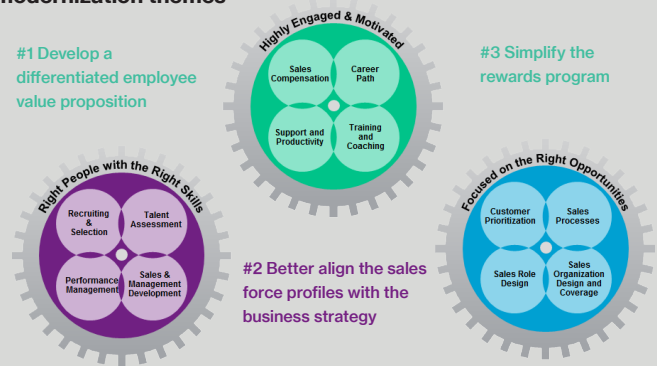 modernization themes
#1 Develop a
differentiated employee
value proposition
Highly Engaged & Motivated
Sales
Compensation
Career
Path
Support and
Productivity
Training
and
Coaching
#3 Simplify the
rewards program
Right People with the Right Skills
Recruiting
&
Selection
Talent
Assessment
Performance
Management
Sales &
Management
Development
#2 Better align the sales
force profiles with the
business strategy
Focused on the Right Opportunities
Customer
Prioritization
Sales
Processes
Sales Role
Design
Sales
Organization
Design and
Coverage